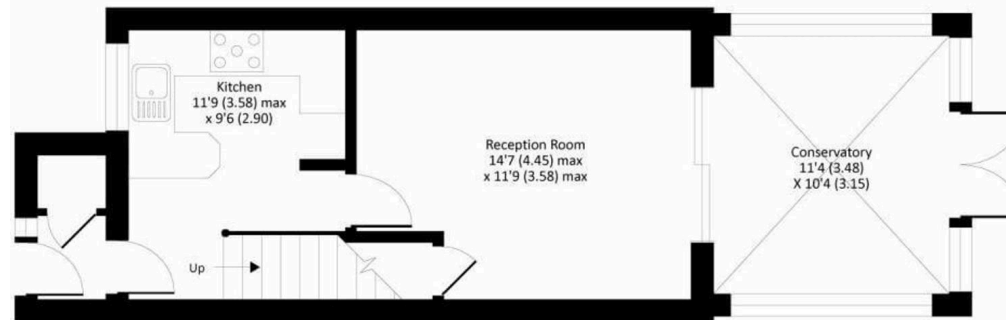 Kitchen
11'9 (3.58) max
x 9'6 (2.90)
Reception Room
14'7 (4.45) max
x 11'9 (3.58) max
Conservatory
11'4 (3.48)
X 10'4 (3.15)
Up